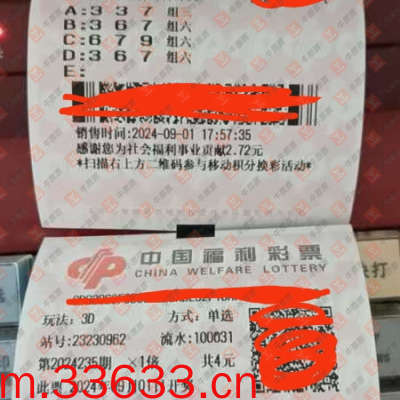 A:3 3 7 组三
B:3 6 7 组六
C:6 7 9 组六
D:3 6 7 组六
E:
销售时间:2024-09-01 17:57:35
感谢您为社会福利事业贡献2.72元
*扫描右上方二维码参与移动积分换彩活动*
中国福利彩票
CHINA WELFARE LOTTERY
玩法:3D 方式:单选
站号:23230962 流水:100031
第2024235期 ×1倍 共4元
m.33633.com.cn